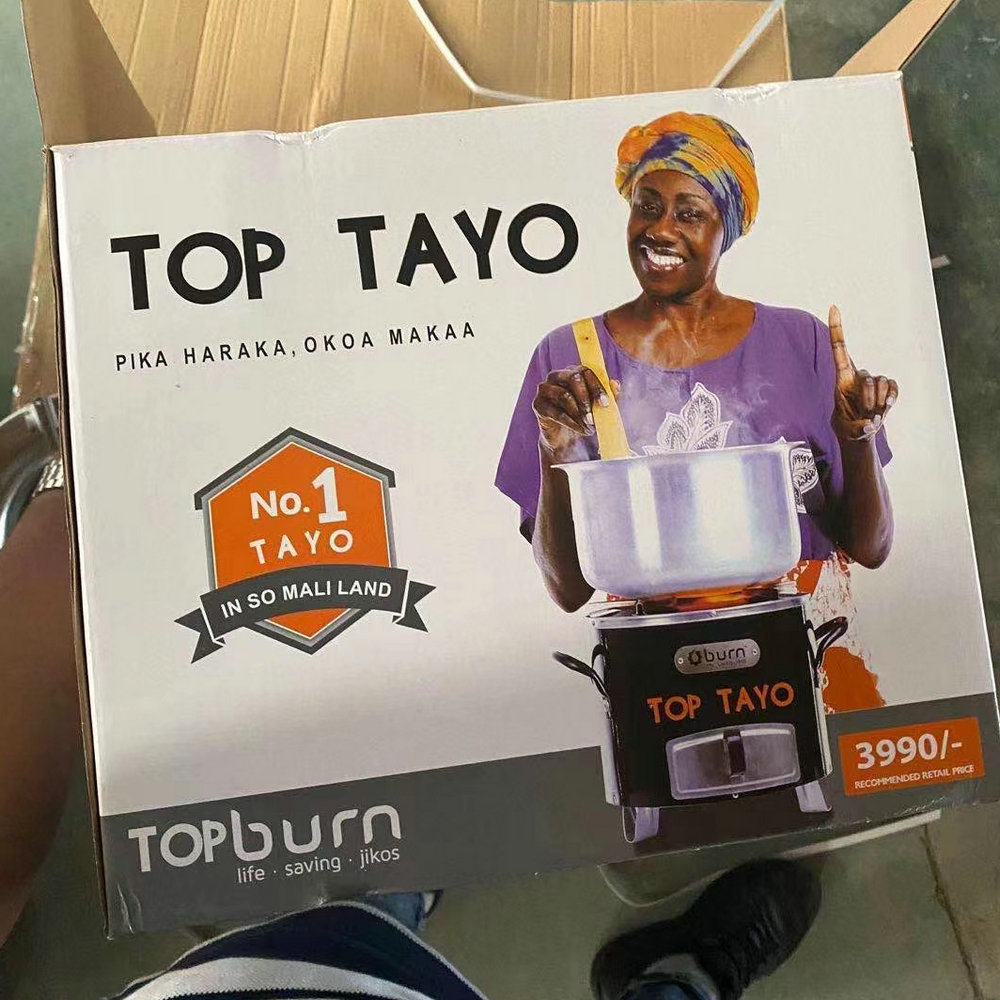 TOP TAYO
PIKA HARAKA, OKOA MAKAA
No.1
TAYO
IN SO MALI LAND
burn
TOP TAYO
3990/-
RECOMMENDED RETAIL PRICE
TOPburn
life · saving · jikos